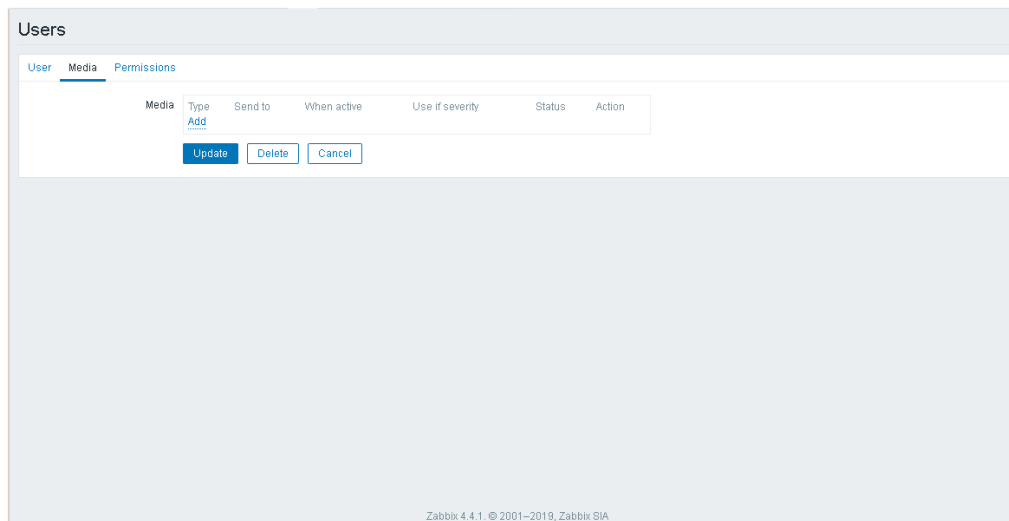 Users
User Media Permissions
Media Type Send to When active Use if severity Status Action
Add
Update Delete Cancel
Zabbix 4.4.1. © 2001–2019, Zabbix SIA